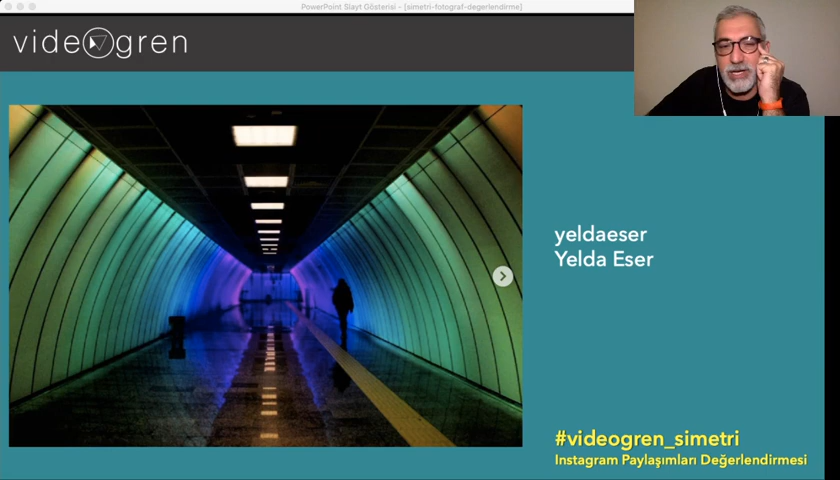 PowerPoint Slayt Gösterisi - [simetri-fotograf-degerlendirme]
videogren
yeldaeser
Yelda Eser
#videogren_simetri
Instagram Paylaşımları Değerlendirmesi